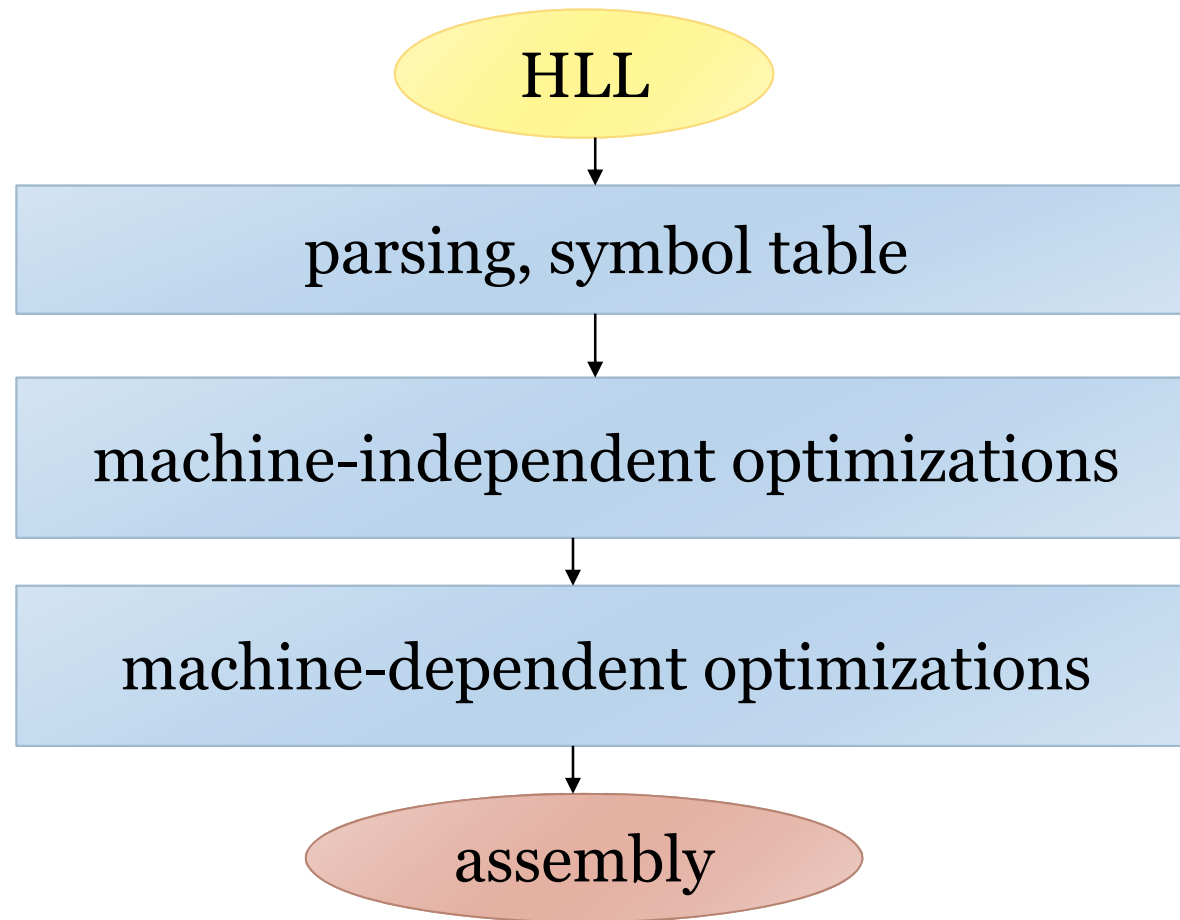 HLL
parsing, symbol table
machine-independent optimizations
machine-dependent optimizations
assembly